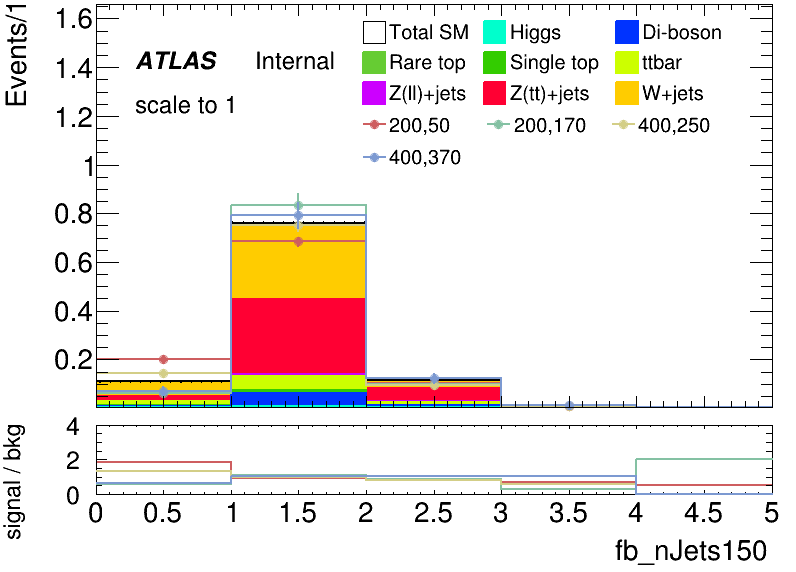 Events/1
1.6
1.4
1.2
1
0.8
0.6
0.4
0.2
ATLAS Internal
scale to 1
Total SM Higgs Di-boson
Rare top Single top ttbar
Z(ll)+jets Z(tt)+jets W+jets
200,50 200,170 400,250
400,370
signal / bkg
4
2
0
0 0.5 1 1.5 2 2.5 3 3.5 4 4.5 5
fb_nJets150